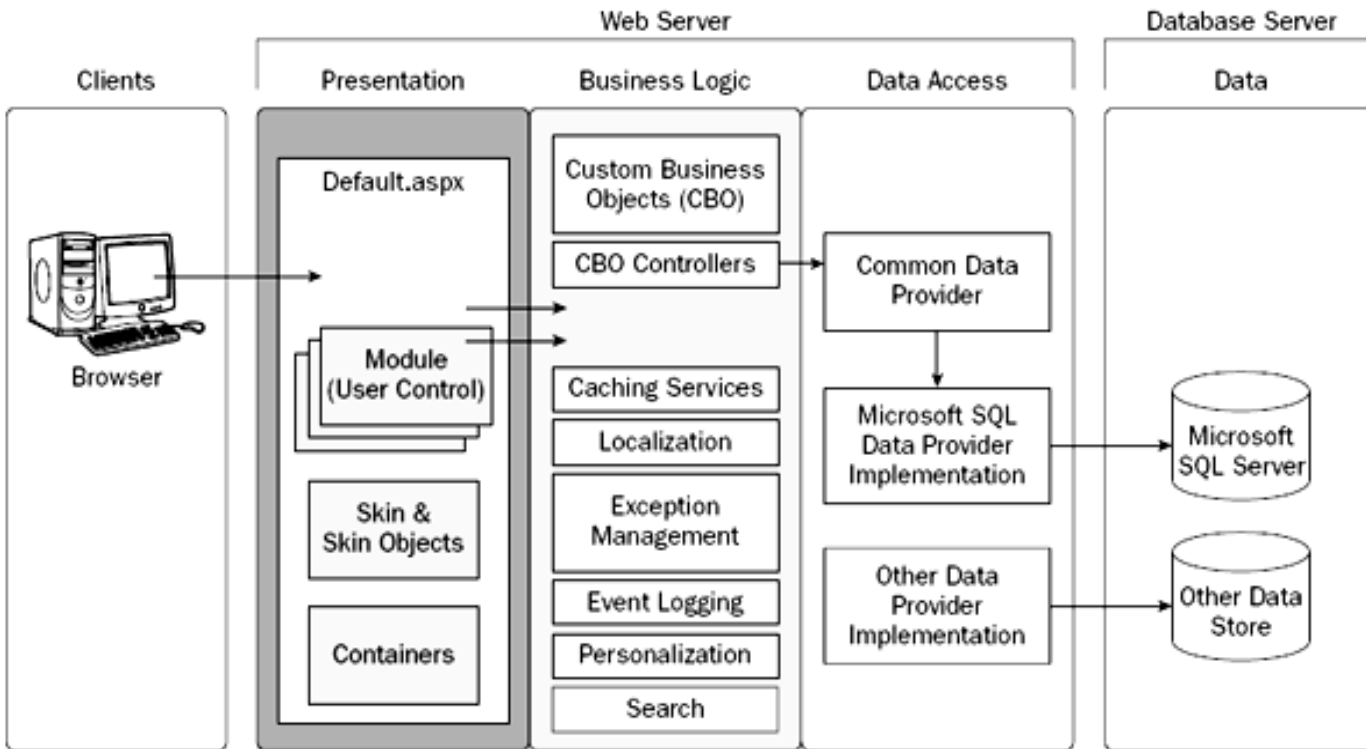 Web Server
Database Server
Clients
Presentation
Business Logic
Data Access
Data
Browser
Default.aspx
Module
(User Control)
Skin &
Skin Objects
Containers
Custom Business
Objects (CBO)
CBO Controllers
Caching Services
Localization
Exception
Management
Event Logging
Personalization
Search
Common Data
Provider
Microsoft SQL
Data Provider
Implementation
Other Data
Provider
Implementation
Microsoft
SQL Server
Other Data
Store